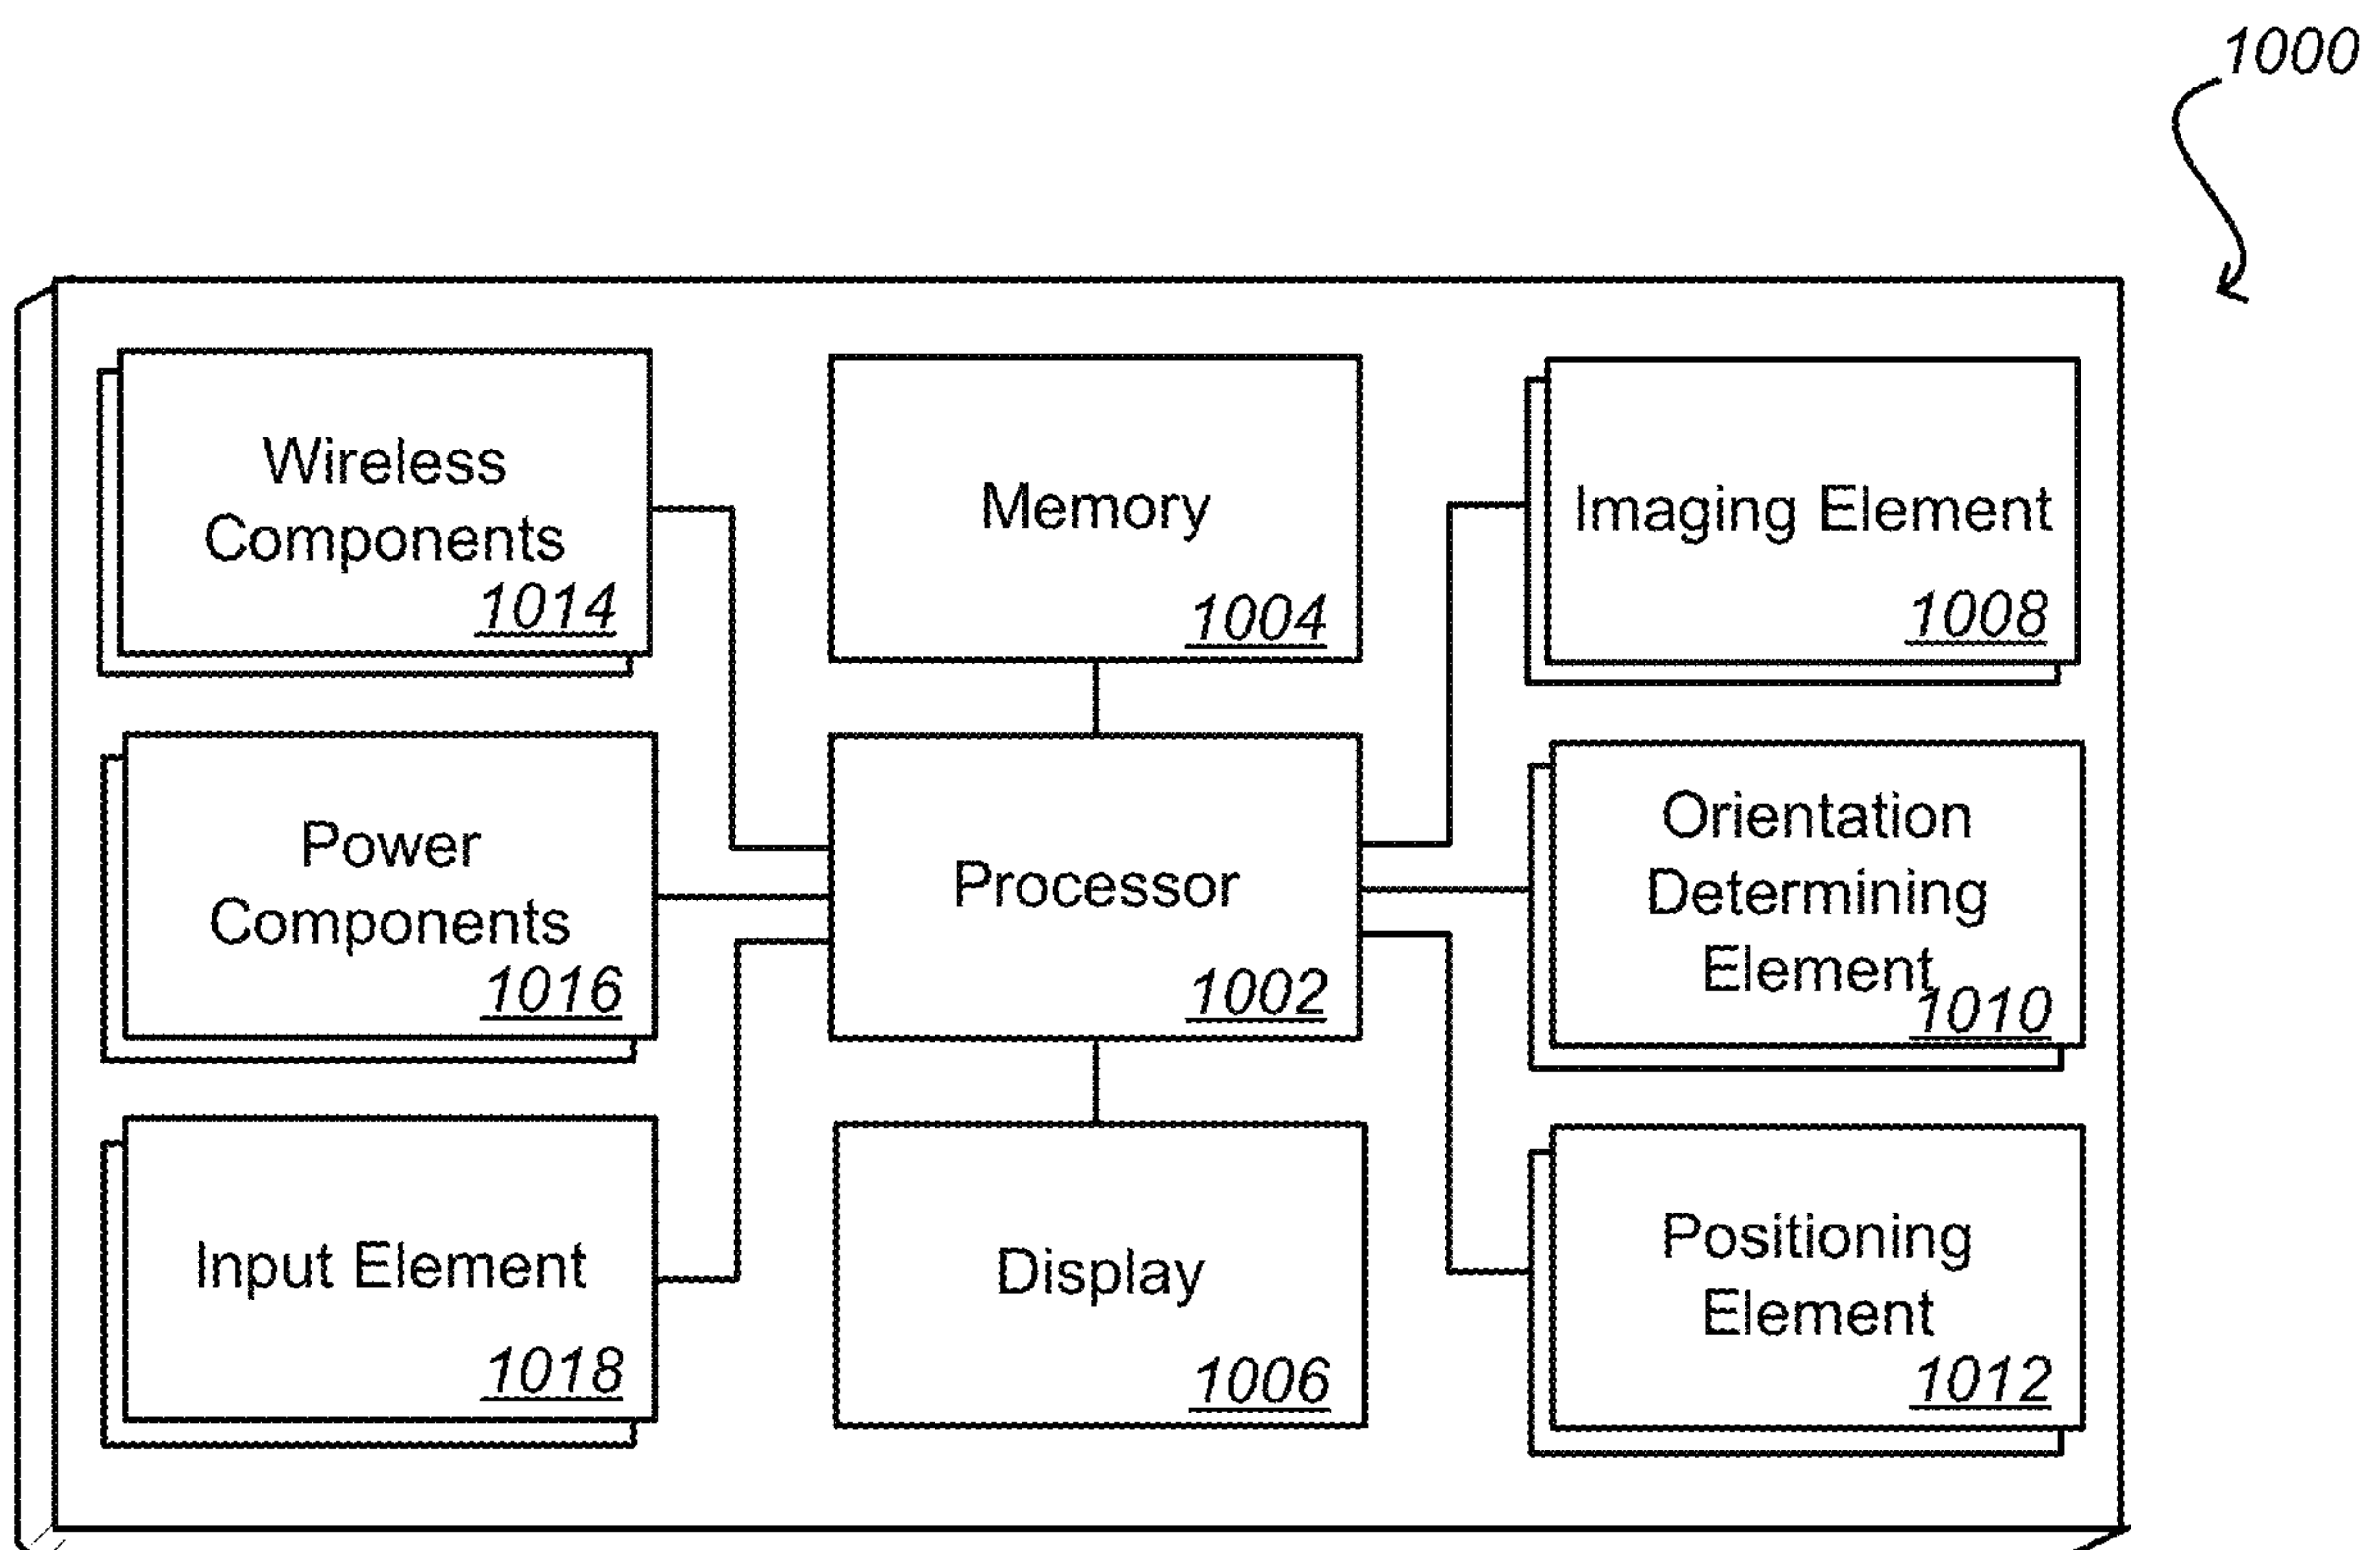 1000
Wireless
Components
1014
Memory
1004
Imaging Element
1008
Power
Components
1016
Processor
1002
Orientation
Determining
Element
1010
Input Element
1018
Display
1006
Positioning
Element
1012